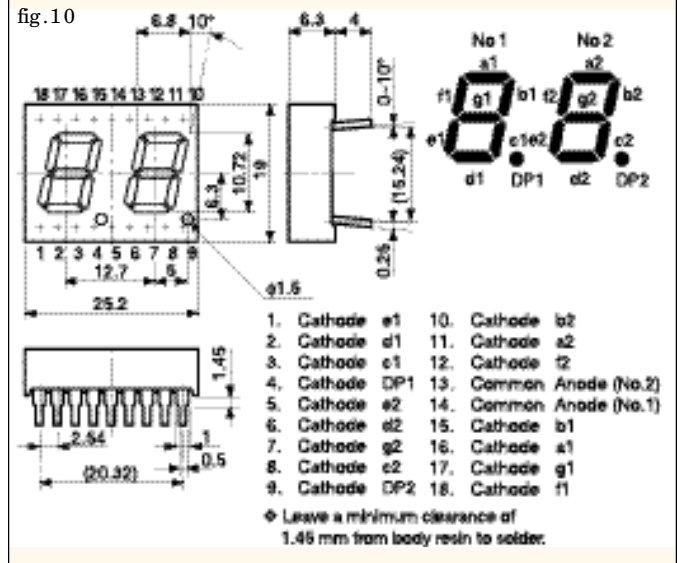 fig.10
6.8 10°
6.3 4
No 1 No 2
a1 a2
f1 g1 b1 f2 g2 b2
e1 c1 e2 c2
d1 DP1 d2 DP2
18 17 16 15 14 13 12 11 10
0~10°
6.3
10.72
19
(15.24)
0.25
1 2 3 4 5 6 7 8 9
12.7 5
ø1.5
25.2
1.45
2.54
1
0.5
(20.32)
1. Cathode e1 10. Cathode b2
2. Cathode d1 11. Cathode a2
3. Cathode c1 12. Cathode f2
4. Cathode DP1 13. Common Anode (No.2)
5. Cathode e2 14. Common Anode (No.1)
6. Cathode d2 15. Cathode b1
7. Cathode g2 16. Cathode a1
8. Cathode c2 17. Cathode g1
9. Cathode DP2 18. Cathode f1
❖ Leave a minimum clearance of
1.45 mm from body resin to solder.